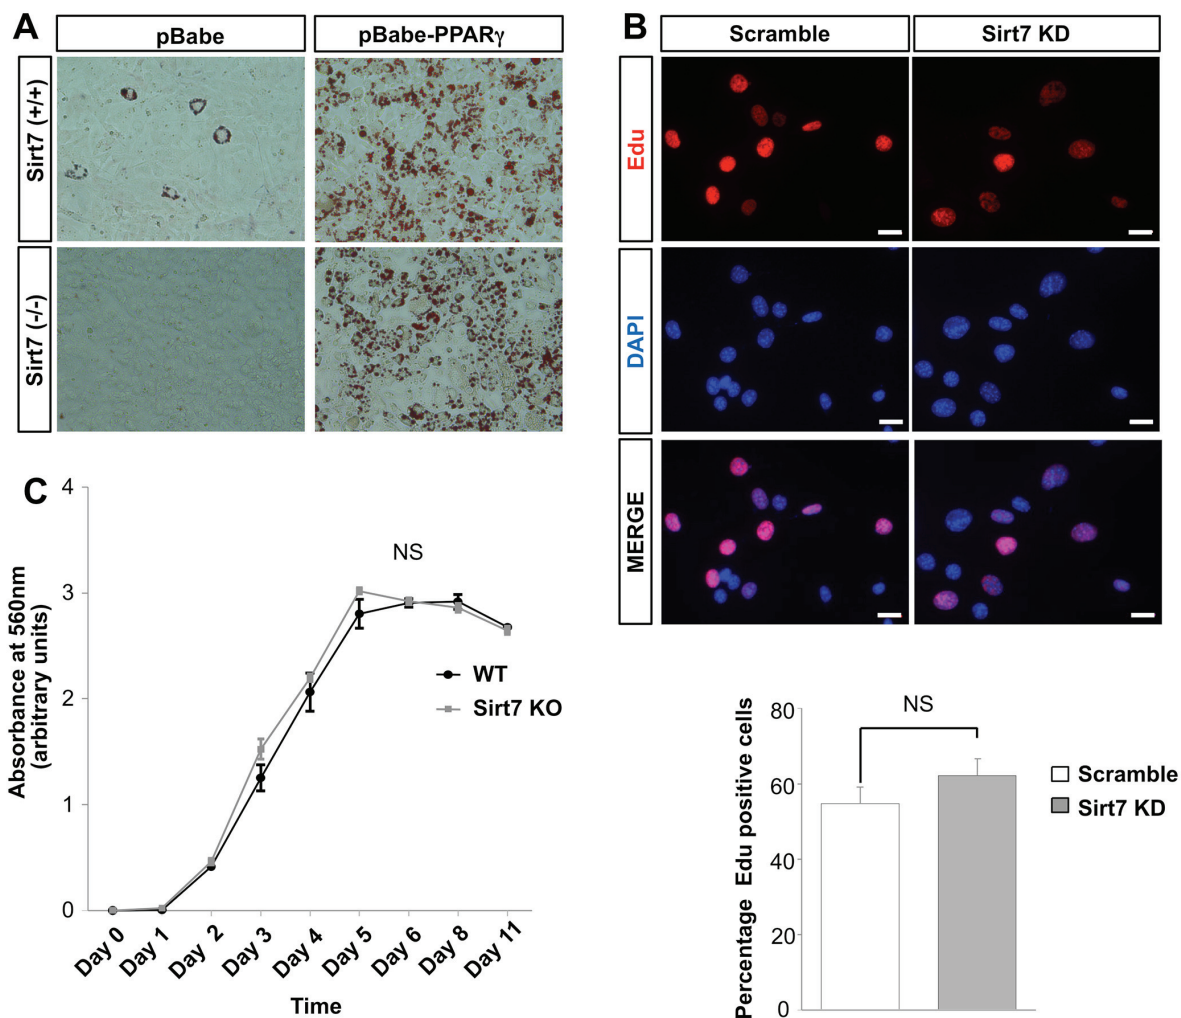 A
pBabe
pBabe-PPARγ
Sirt7 (+/+)
Sirt7 (-/-)
B
Scramble
Sirt7 KD
Edu
DAPI
MERGE
C
Absorbance at 560nm
(arbitrary units)
4
3
2
1
0
NS
WT
Sirt7 KO
Day 0
Day 1
Day 2
Day 3
Day 4
Day 5
Day 6
Day 8
Day 11
Time
Percentage Edu positive cells
80
60
40
20
0
NS
Scramble
Sirt7 KD